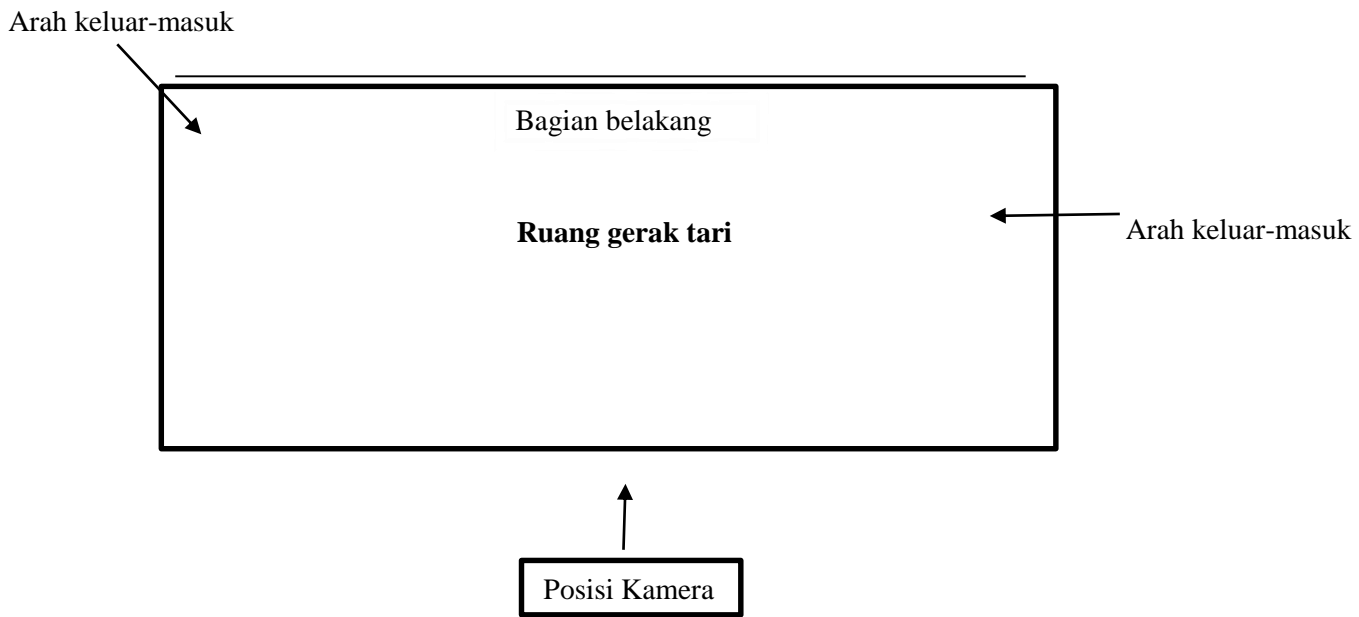 Arah keluar-masuk
Bagian belakang
Ruang gerak tari
Arah keluar-masuk
Posisi Kamera